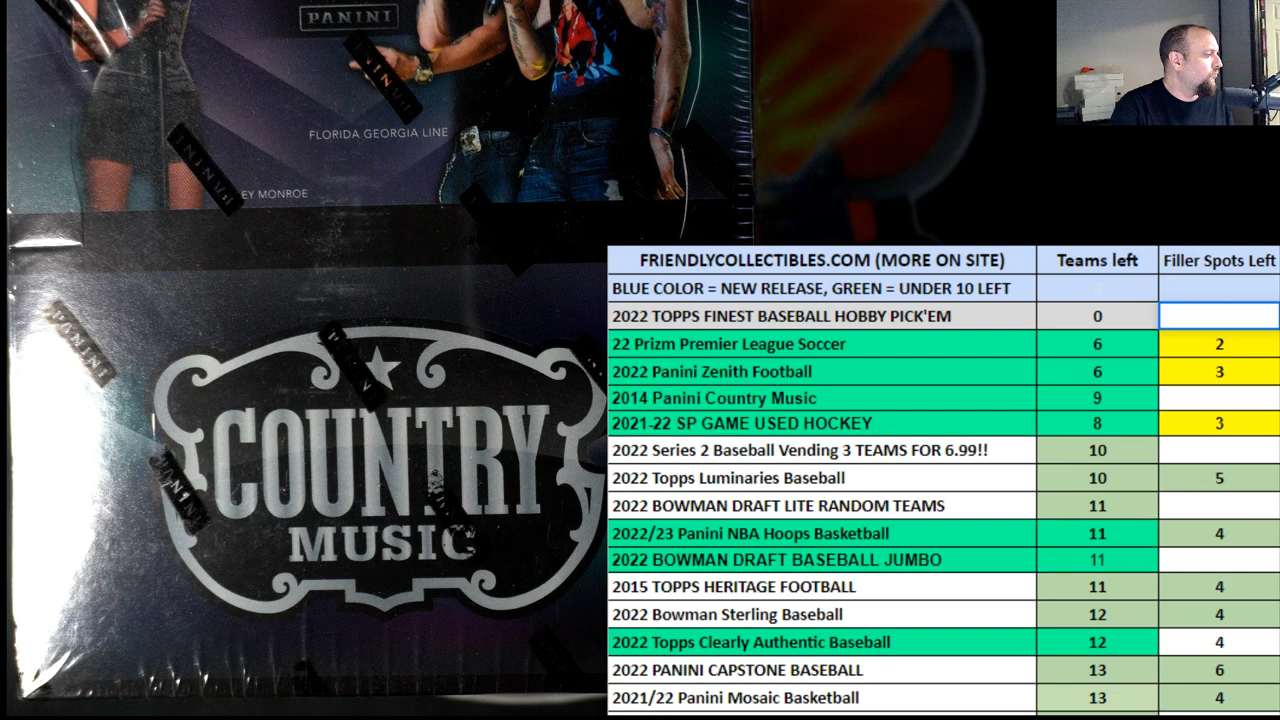 PANINI
PANINI
FLORIDA GEORGIA LINE
PANINI
EY MONROE
PANINI
COUNTRY
MUSIC
FRIENDLYCOLLECTIBLES.COM (MORE ON SITE) Teams left Filler Spots Left
BLUE COLOR = NEW RELEASE, GREEN = UNDER 10 LEFT
2022 TOPPS FINEST BASEBALL HOBBY PICK'EM 0
22 Prizm Premier League Soccer 6 2
2022 Panini Zenith Football 6 3
2014 Panini Country Music 9
2021-22 SP GAME USED HOCKEY 8 3
2022 Series 2 Baseball Vending 3 TEAMS FOR 6.99!! 10
2022 Topps Luminaries Baseball 10 5
2022 BOWMAN DRAFT LITE RANDOM TEAMS 11
2022/23 Panini NBA Hoops Basketball 11 4
2022 BOWMAN DRAFT BASEBALL JUMBO 11
2015 TOPPS HERITAGE FOOTBALL 11 4
2022 Bowman Sterling Baseball 12 4
2022 Topps Clearly Authentic Baseball 12 4
2022 PANINI CAPSTONE BASEBALL 13 6
2021/22 Panini Mosaic Basketball 13 4